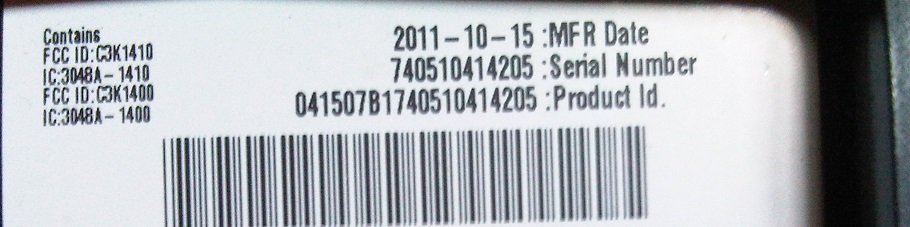 Contains
FCC ID:C3K1410
IC:3048A-1410
FCC ID:C3K1400
IC:3048A-1400
2011-10-15 :MFR Date
740510414205 :Serial Number
041507B1740510414205 :Product Id.